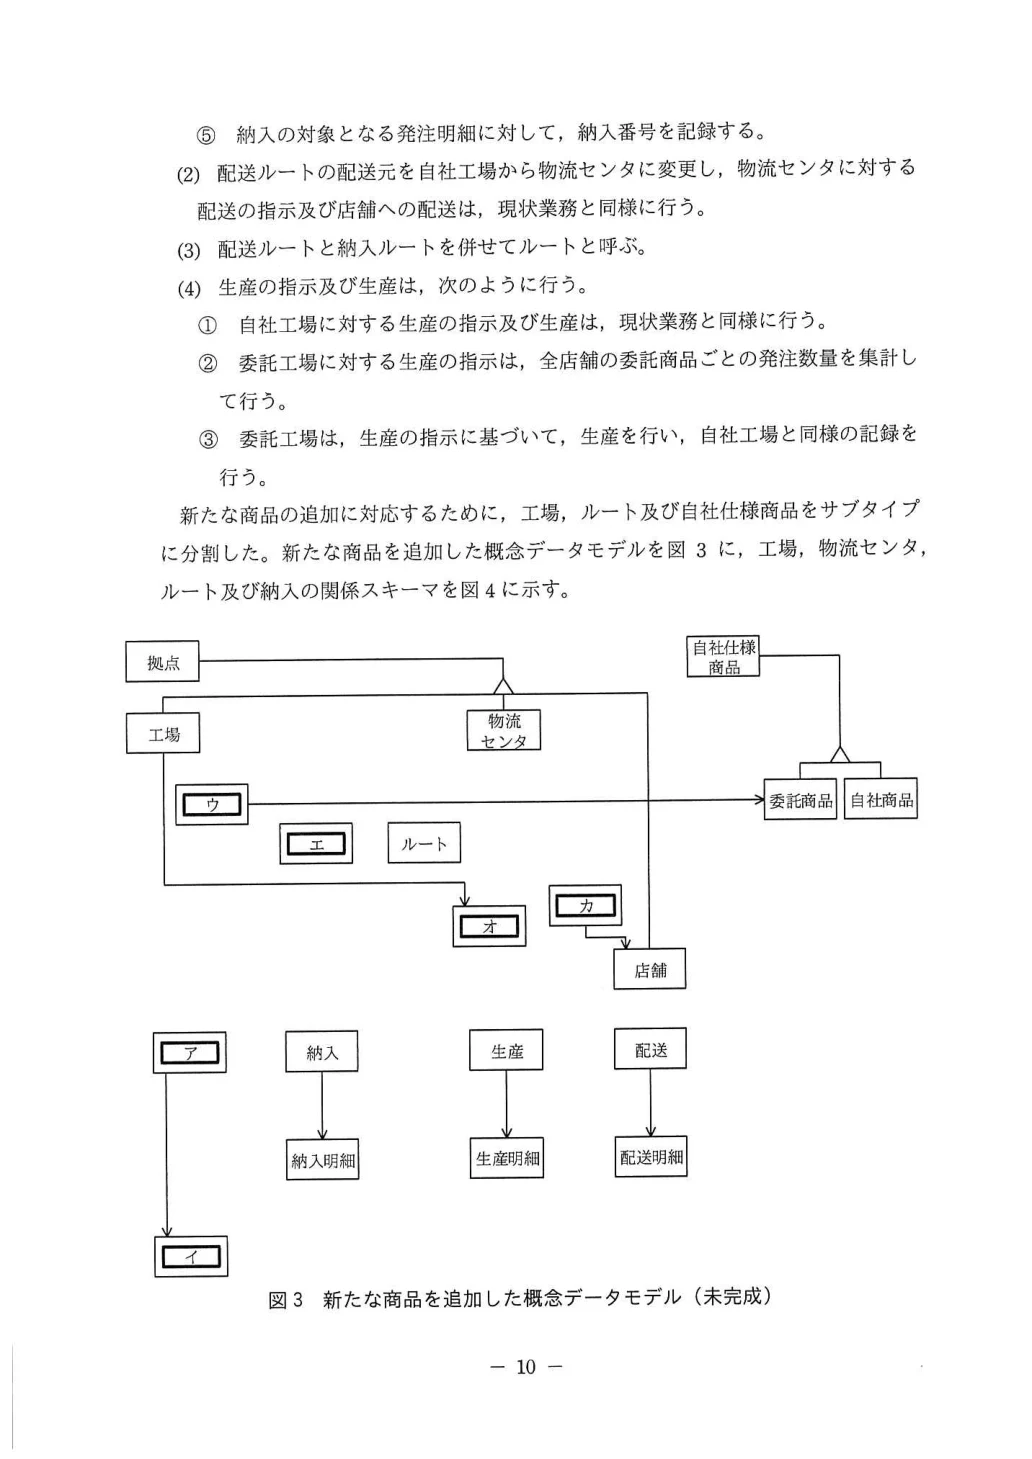 ⑤　納入の対象となる発注明細に対して，納入番号を記録する。
(2)　配送ルートの配送元を自社工場から物流センタに変更し，物流センタに対する
配送の指示及び店舗への配送は，現状業務と同様に行う。
(3)　配送ルートと納入ルートを併せてルートと呼ぶ。
(4)　生産の指示及び生産は，次のように行う。
①　自社工場に対する生産の指示及び生産は，現状業務と同様に行う。
②　委託工場に対する生産の指示は，全店舗の委託商品ごとの発注数量を集計し
て行う。
③　委託工場は，生産の指示に基づいて，生産を行い，自社工場と同様の記録を
行う。
新たな商品の追加に対応するために，工場，ルート及び自社仕様商品をサブタイプ
に分割した。新たな商品を追加した概念データモデルを図 3 に，工場，物流センタ，
ルート及び納入の関係スキーマを図 4 に示す。
拠点
自社仕様
商品
工場
物流
センタ
ウ
委託商品
自社商品
エ
ルート
オ
カ
店舗
ア
納入
生産
配送
納入明細
生産明細
配送明細
イ
図 3　新たな商品を追加した概念データモデル（未完成）
－ 10 －